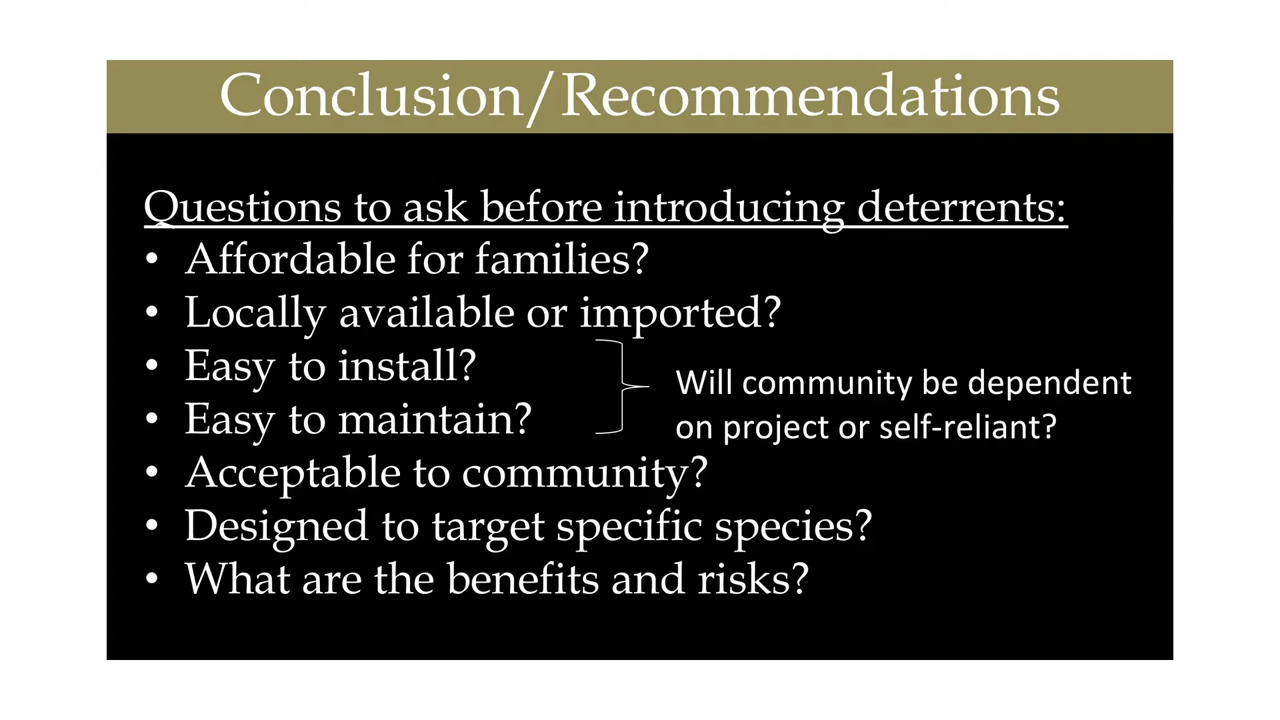 Conclusion/Recommendations
Questions to ask before introducing deterrents:
• Affordable for families?
• Locally available or imported?
• Easy to install?
• Easy to maintain?
Will community be dependent
on project or self-reliant?
• Acceptable to community?
• Designed to target specific species?
• What are the benefits and risks?